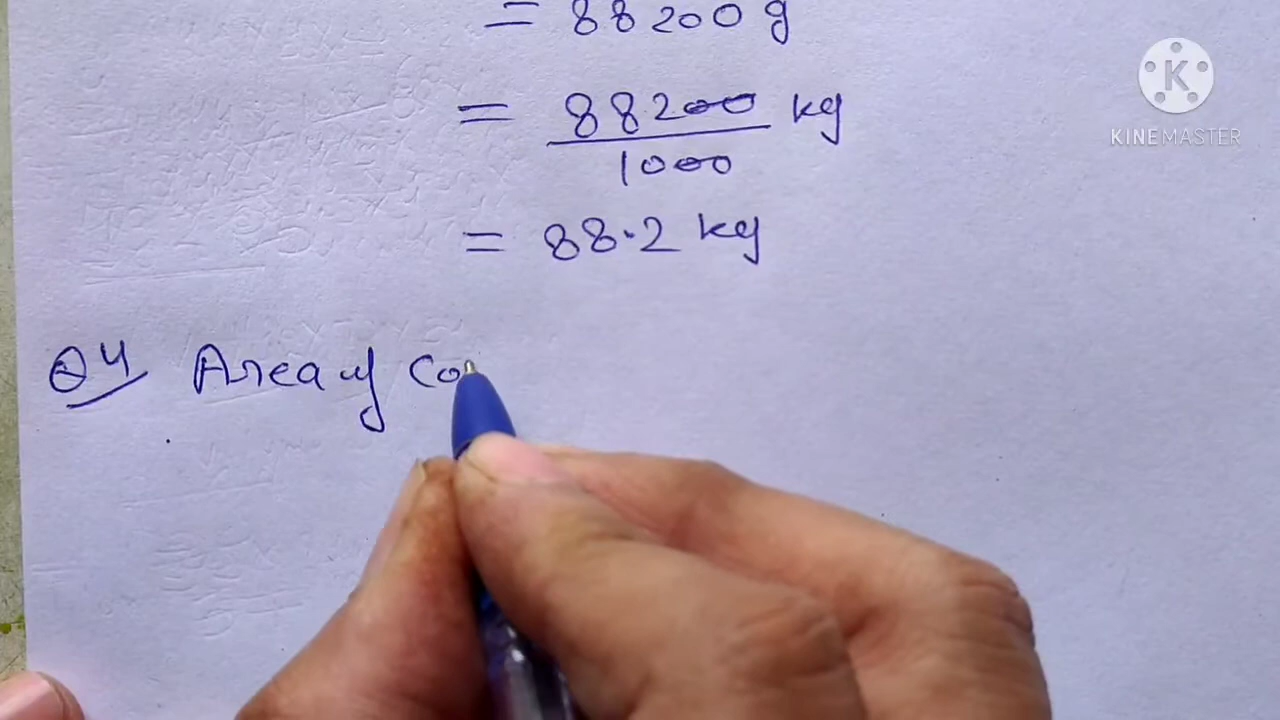 = 88200 g
= 88200 / 1000 kg
= 88.2 kg
Q4 Area of Co
K
KINEMASTER